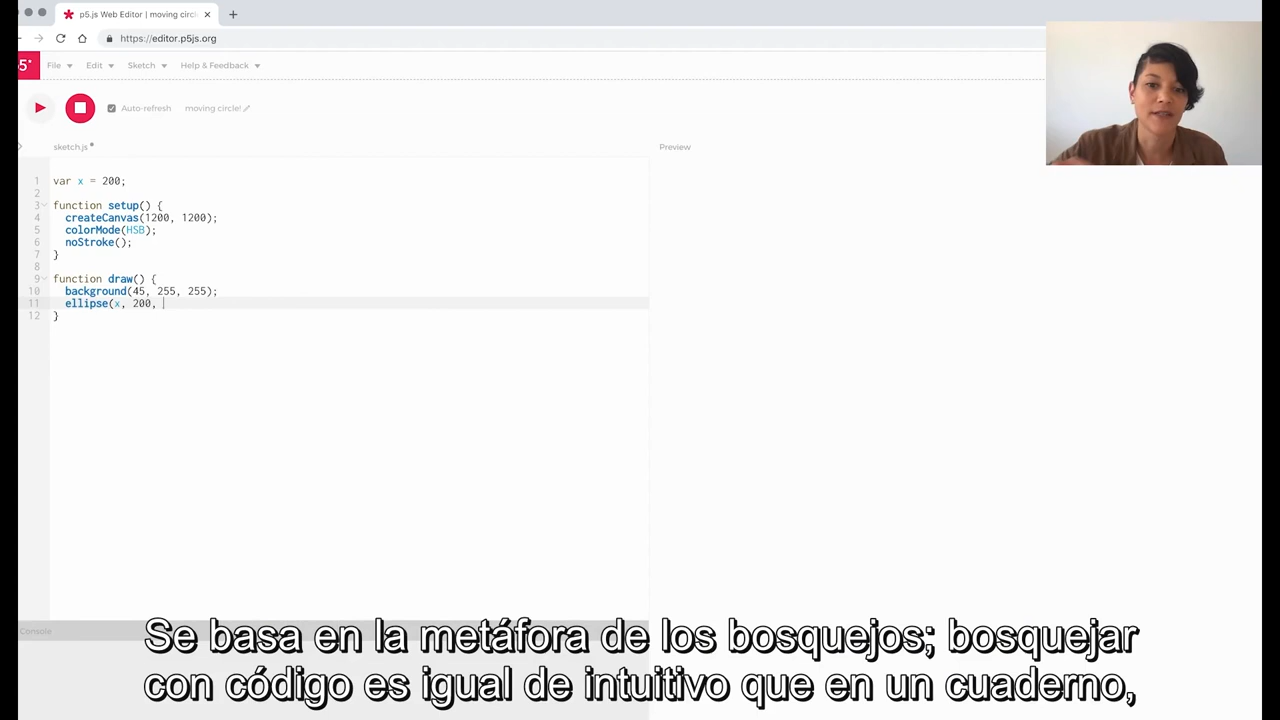 p5.js Web Editor | moving circl
https://editor.p5js.org
p5*
File Edit Sketch Help & Feedback
Auto-refresh moving circle!
sketch.js
Preview
1 var x = 200;
2
3 function setup() {
4 createCanvas(1200, 1200);
5 colorMode(HSB);
6 noStroke();
7 }
8
9 function draw() {
10 background(45, 255, 255);
11 ellipse(x, 200,
12 }
Console
Se basa en la metáfora de los bosquejos; bosquejar
con código es igual de intuitivo que en un cuaderno,